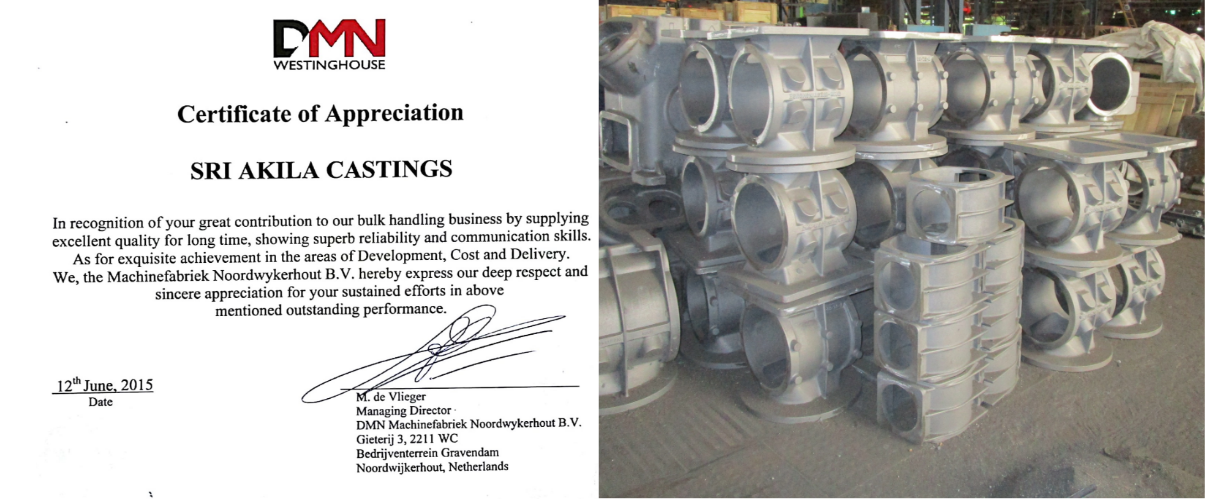 DMN
WESTINGHOUSE
Certificate of Appreciation
SRI AKILA CASTINGS
In recognition of your great contribution to our bulk handling business by supplying
excellent quality for long time, showing superb reliability and communication skills.
As for exquisite achievement in the areas of Development, Cost and Delivery.
We, the Machinefabriek Noordwykerhout B.V. hereby express our deep respect and
sincere appreciation for your sustained efforts in above
mentioned outstanding performance.
12th June, 2015
Date
M. de Vlieger
Managing Director
DMN Machinefabriek Noordwykerhout B.V.
Gieterij 3, 2211 WC
Bedrijventerrein Gravendam
Noordwijkerhout, Netherlands